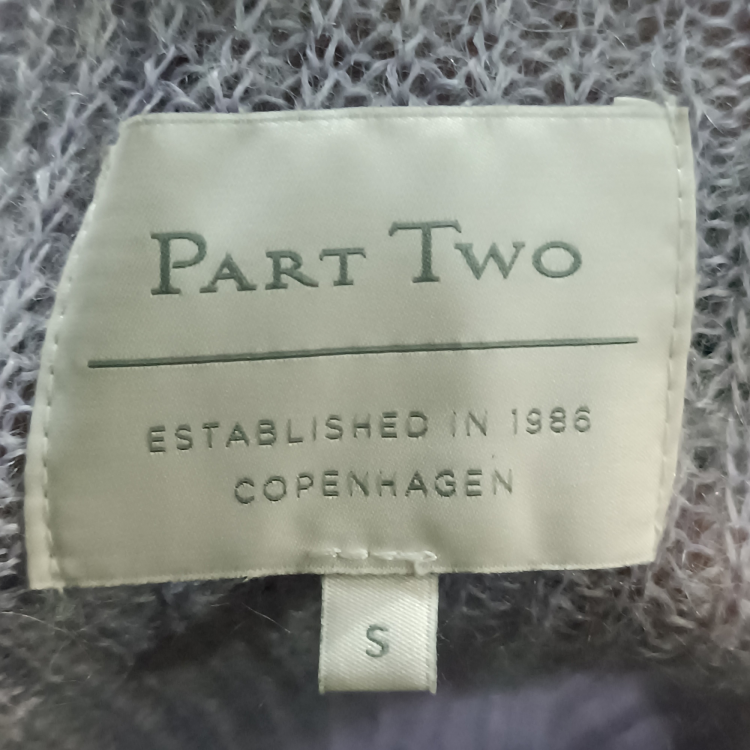 PART TWO
ESTABLISHED IN 1986
COPENHAGEN
S